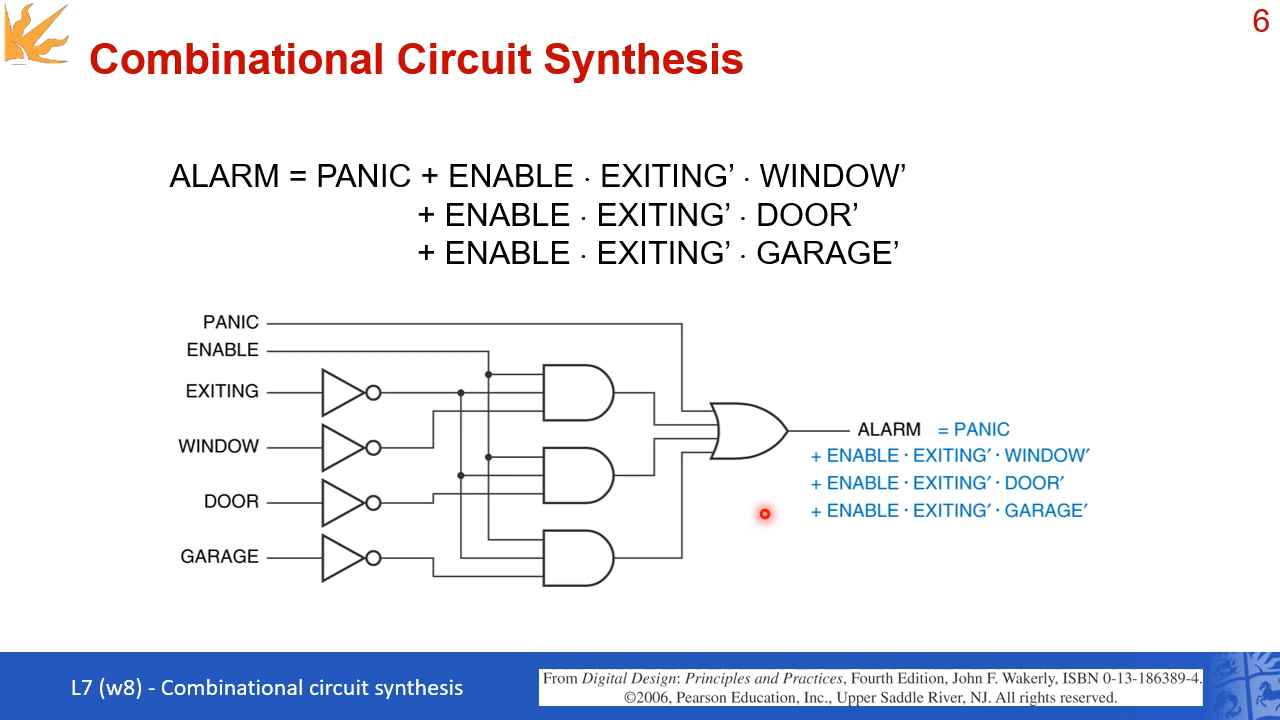 6
Combinational Circuit Synthesis
ALARM = PANIC + ENABLE · EXITING’ · WINDOW’
+ ENABLE · EXITING’ · DOOR’
+ ENABLE · EXITING’ · GARAGE’
PANIC
ENABLE
EXITING
WINDOW
DOOR
GARAGE
ALARM = PANIC
+ ENABLE · EXITING′ · WINDOW′
+ ENABLE · EXITING′ · DOOR′
+ ENABLE · EXITING′ · GARAGE′
L7 (w8) - Combinational circuit synthesis
From Digital Design: Principles and Practices, Fourth Edition, John F. Wakerly, ISBN 0-13-186389-4.
©2006, Pearson Education, Inc., Upper Saddle River, NJ. All rights reserved.